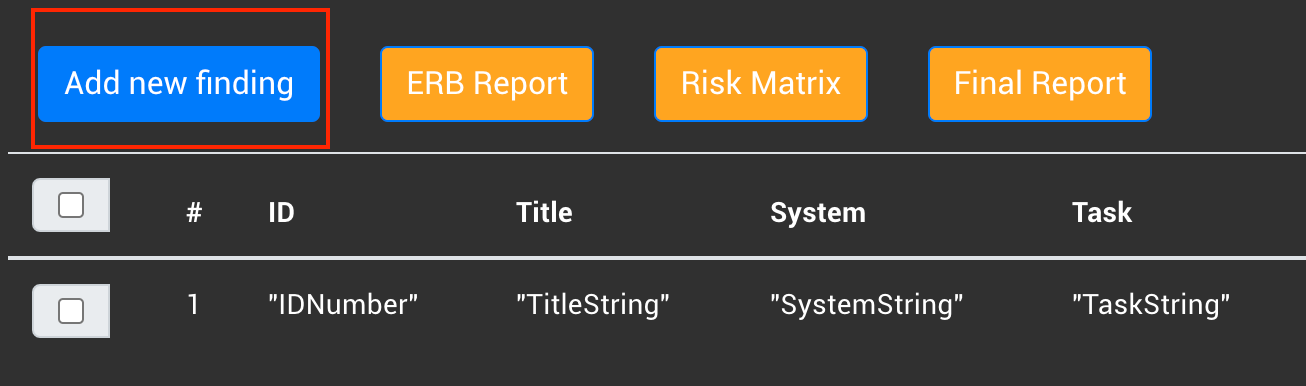 Add new finding ERB Report Risk Matrix Final Report
# ID Title System Task
1 "IDNumber" "TitleString" "SystemString" "TaskString"